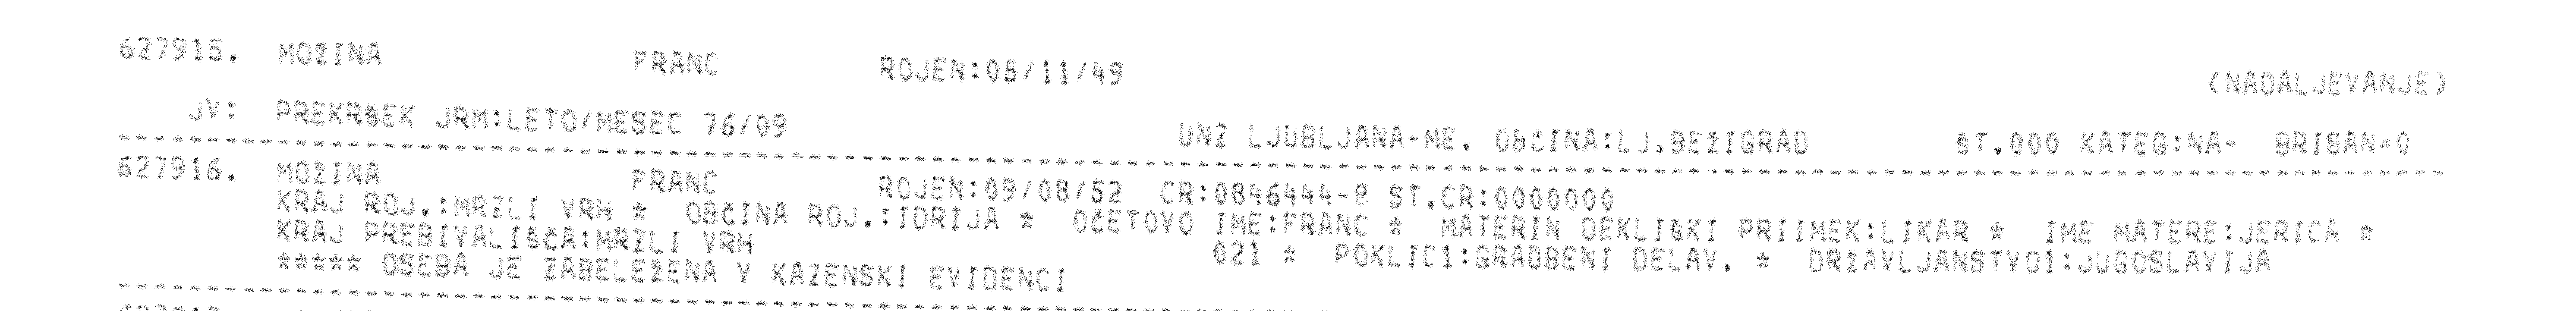 627915. MOŽINA FRANC ROJEN:05/11/49 (NADALJEVANJE)
JV: PREKRŠEK JRM:LETO/MESEC 76/09 UNZ LJUBLJANA-ME. OBČINA:LJ.BEŽIGRAD ŠT.000 KATEG:NA- BRISAN=0
627916. MOŽINA FRANC ROJEN:09/08/52 CR:0846444-8 ST.CR:0000000
KRAJ ROJ.:MRZLI VRH * OBČINA ROJ.:IDRIJA * OČETOVO IME:FRANC * MATERIN DEKLIŠKI PRIIMEK:LIKAR * IME MATERE:JERICA *
KRAJ PREBIVALIŠČA:MRZLI VRH 021 * POKLIC1:GRADBENI DELAV. * DRŽAVLJANSTVO1:JUGOSLAVIJA
***** OSEBA JE ZABELEŽENA V KAZENSKI EVIDENCI